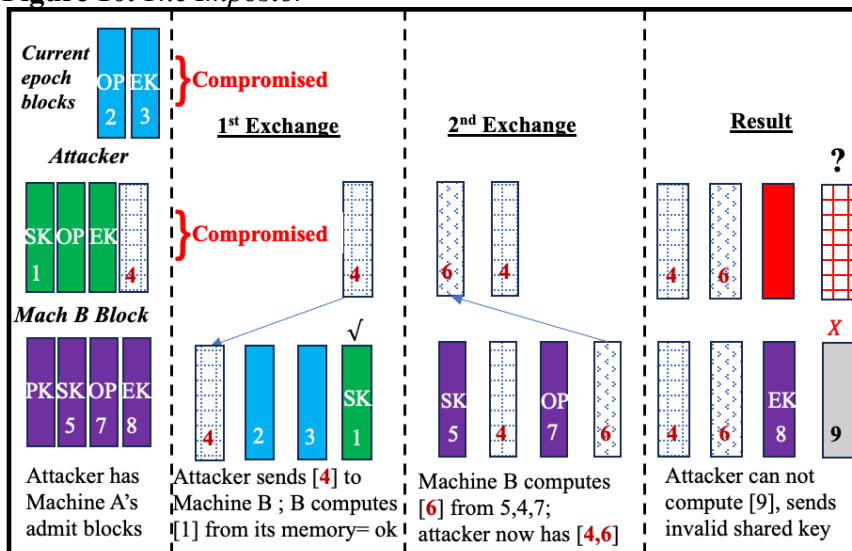 Figure 10. The Impostor
Current
epoch
blocks
OP EK
2 3
} Compromised
1st Exchange
2nd Exchange
Result
Attacker
?
SK OP EK
1 4
} Compromised
4
6 4
4 6
Mach B Block
√
X
PK SK OP EK
5 7 8
SK
4 2 3 1
SK OP
5 4 7 6
EK
4 6 8 9
Attacker has
Machine A's
admit blocks
Attacker sends [4] to
Machine B ; B computes
[1] from its memory= ok
Machine B computes
[6] from 5,4,7;
attacker now has [4,6]
Attacker can not
compute [9], sends
invalid shared key